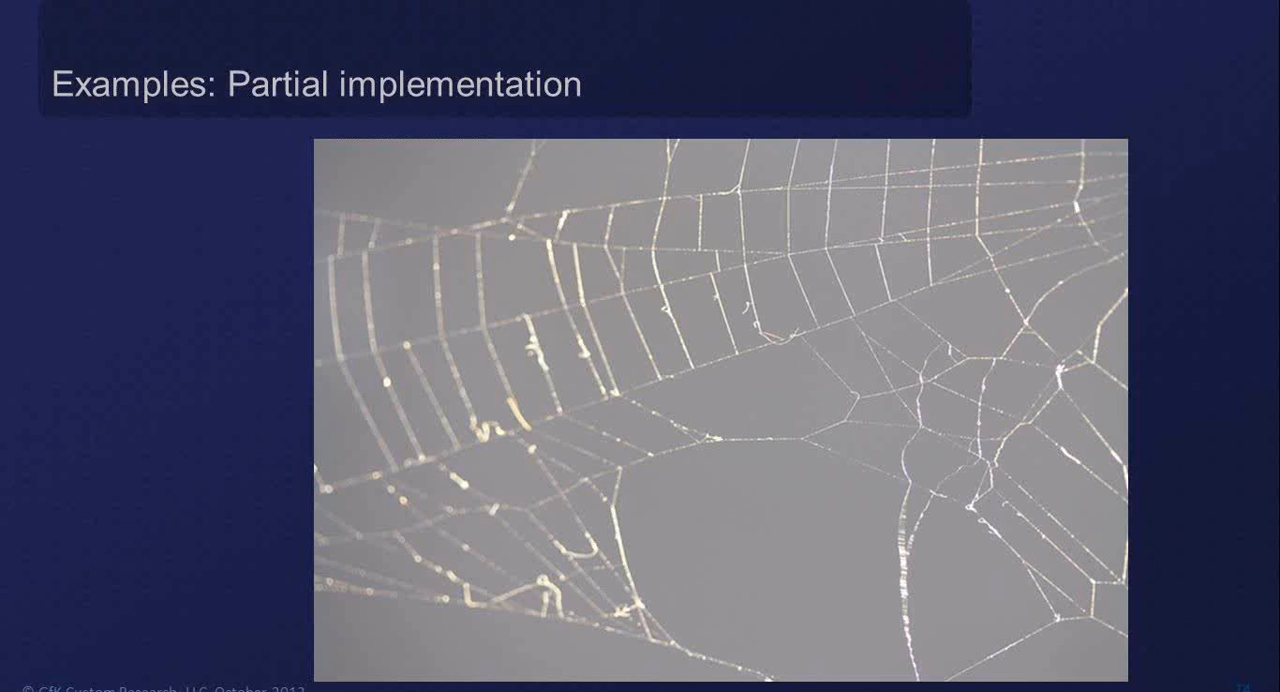 Examples: Partial implementation
© GfK Custom Research, LLC, October, 2012